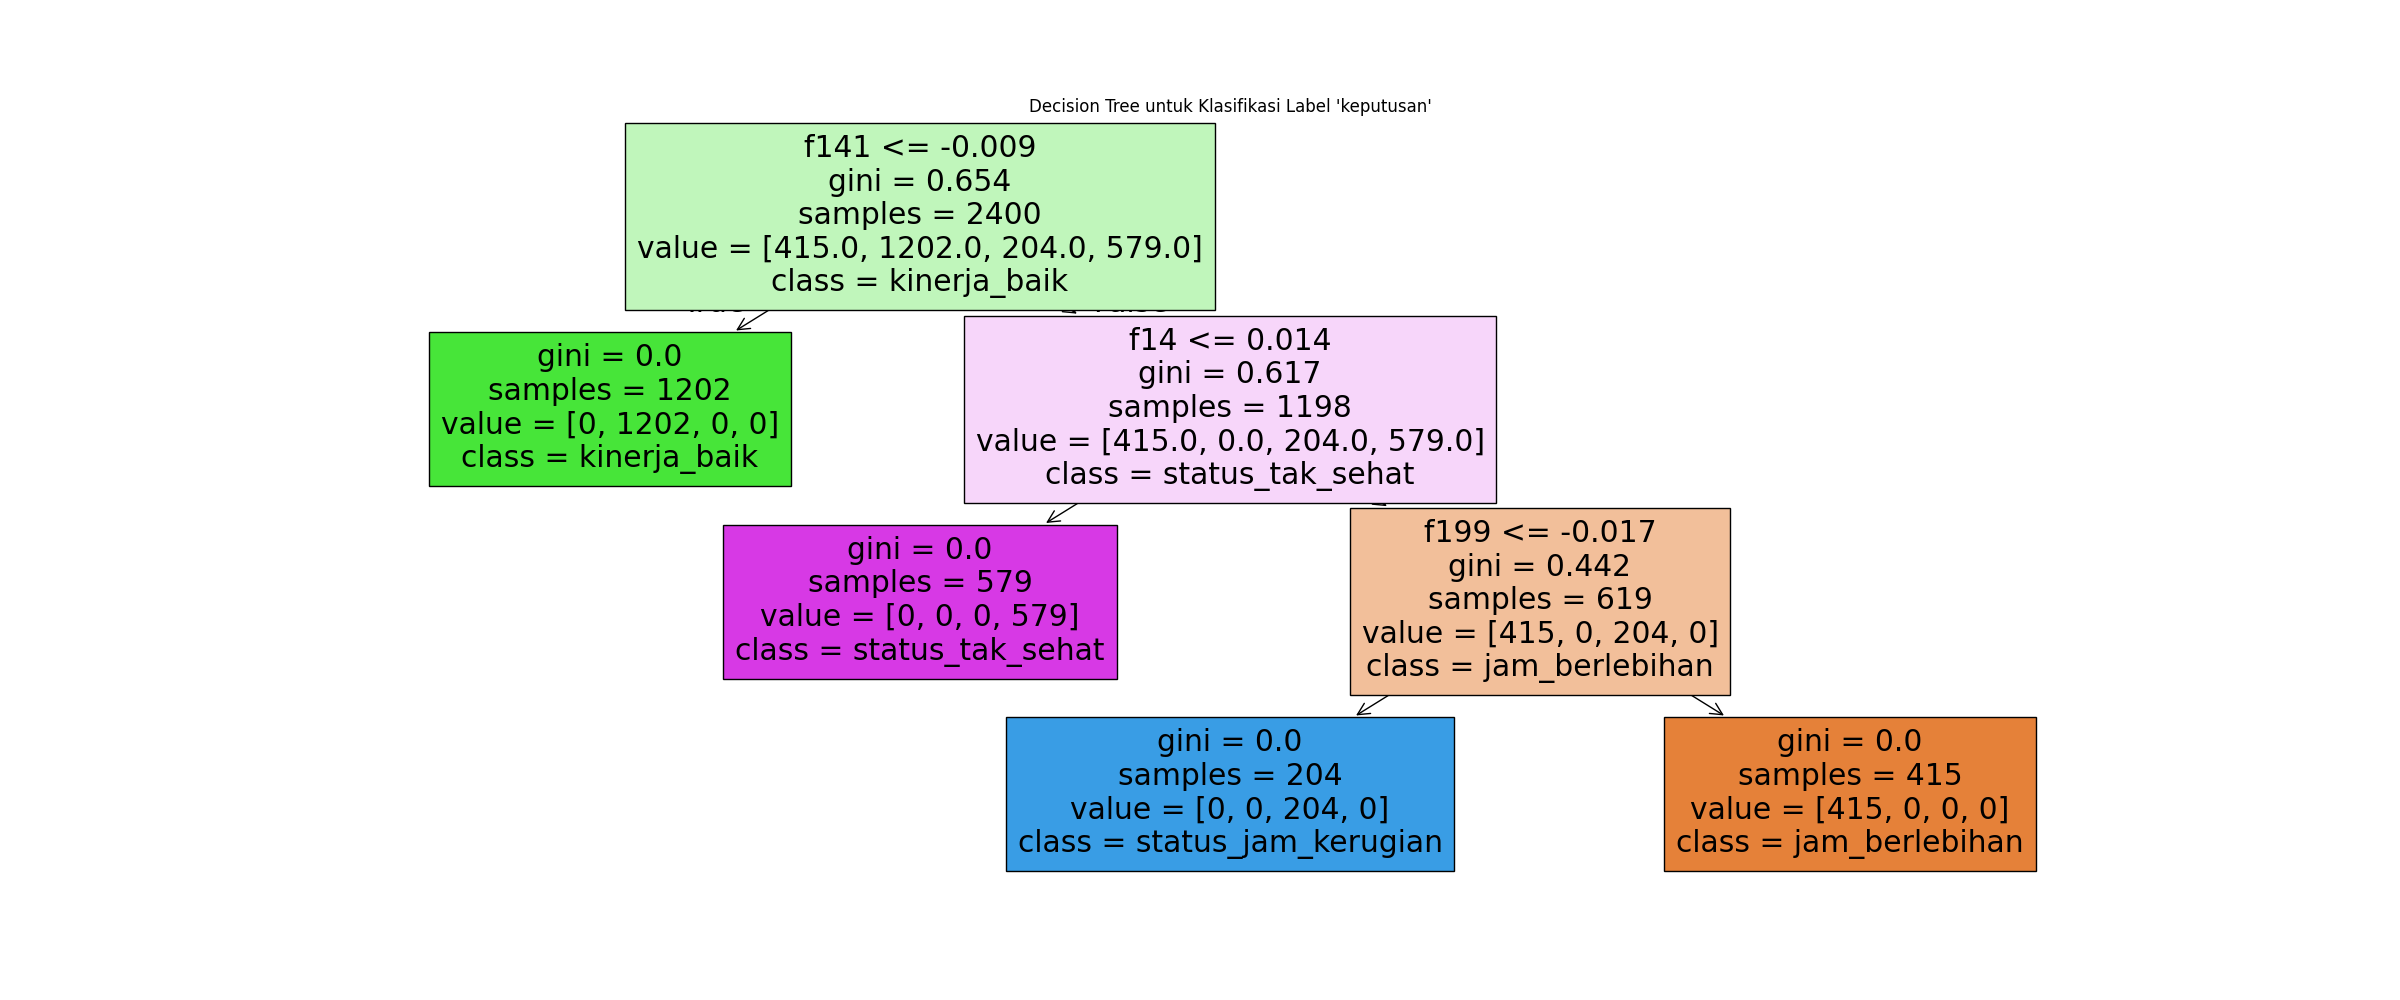 Decision Tree untuk Klasifikasi Label 'keputusan'
f141 <= -0.009
gini = 0.654
samples = 2400
value = [415.0, 1202.0, 204.0, 579.0]
class = kinerja_baik
gini = 0.0
samples = 1202
value = [0, 1202, 0, 0]
class = kinerja_baik
f14 <= 0.014
gini = 0.617
samples = 1198
value = [415.0, 0.0, 204.0, 579.0]
class = status_tak_sehat
gini = 0.0
samples = 579
value = [0, 0, 0, 579]
class = status_tak_sehat
f199 <= -0.017
gini = 0.442
samples = 619
value = [415, 0, 204, 0]
class = jam_berlebihan
gini = 0.0
samples = 204
value = [0, 0, 204, 0]
class = status_jam_kerugian
gini = 0.0
samples = 415
value = [415, 0, 0, 0]
class = jam_berlebihan